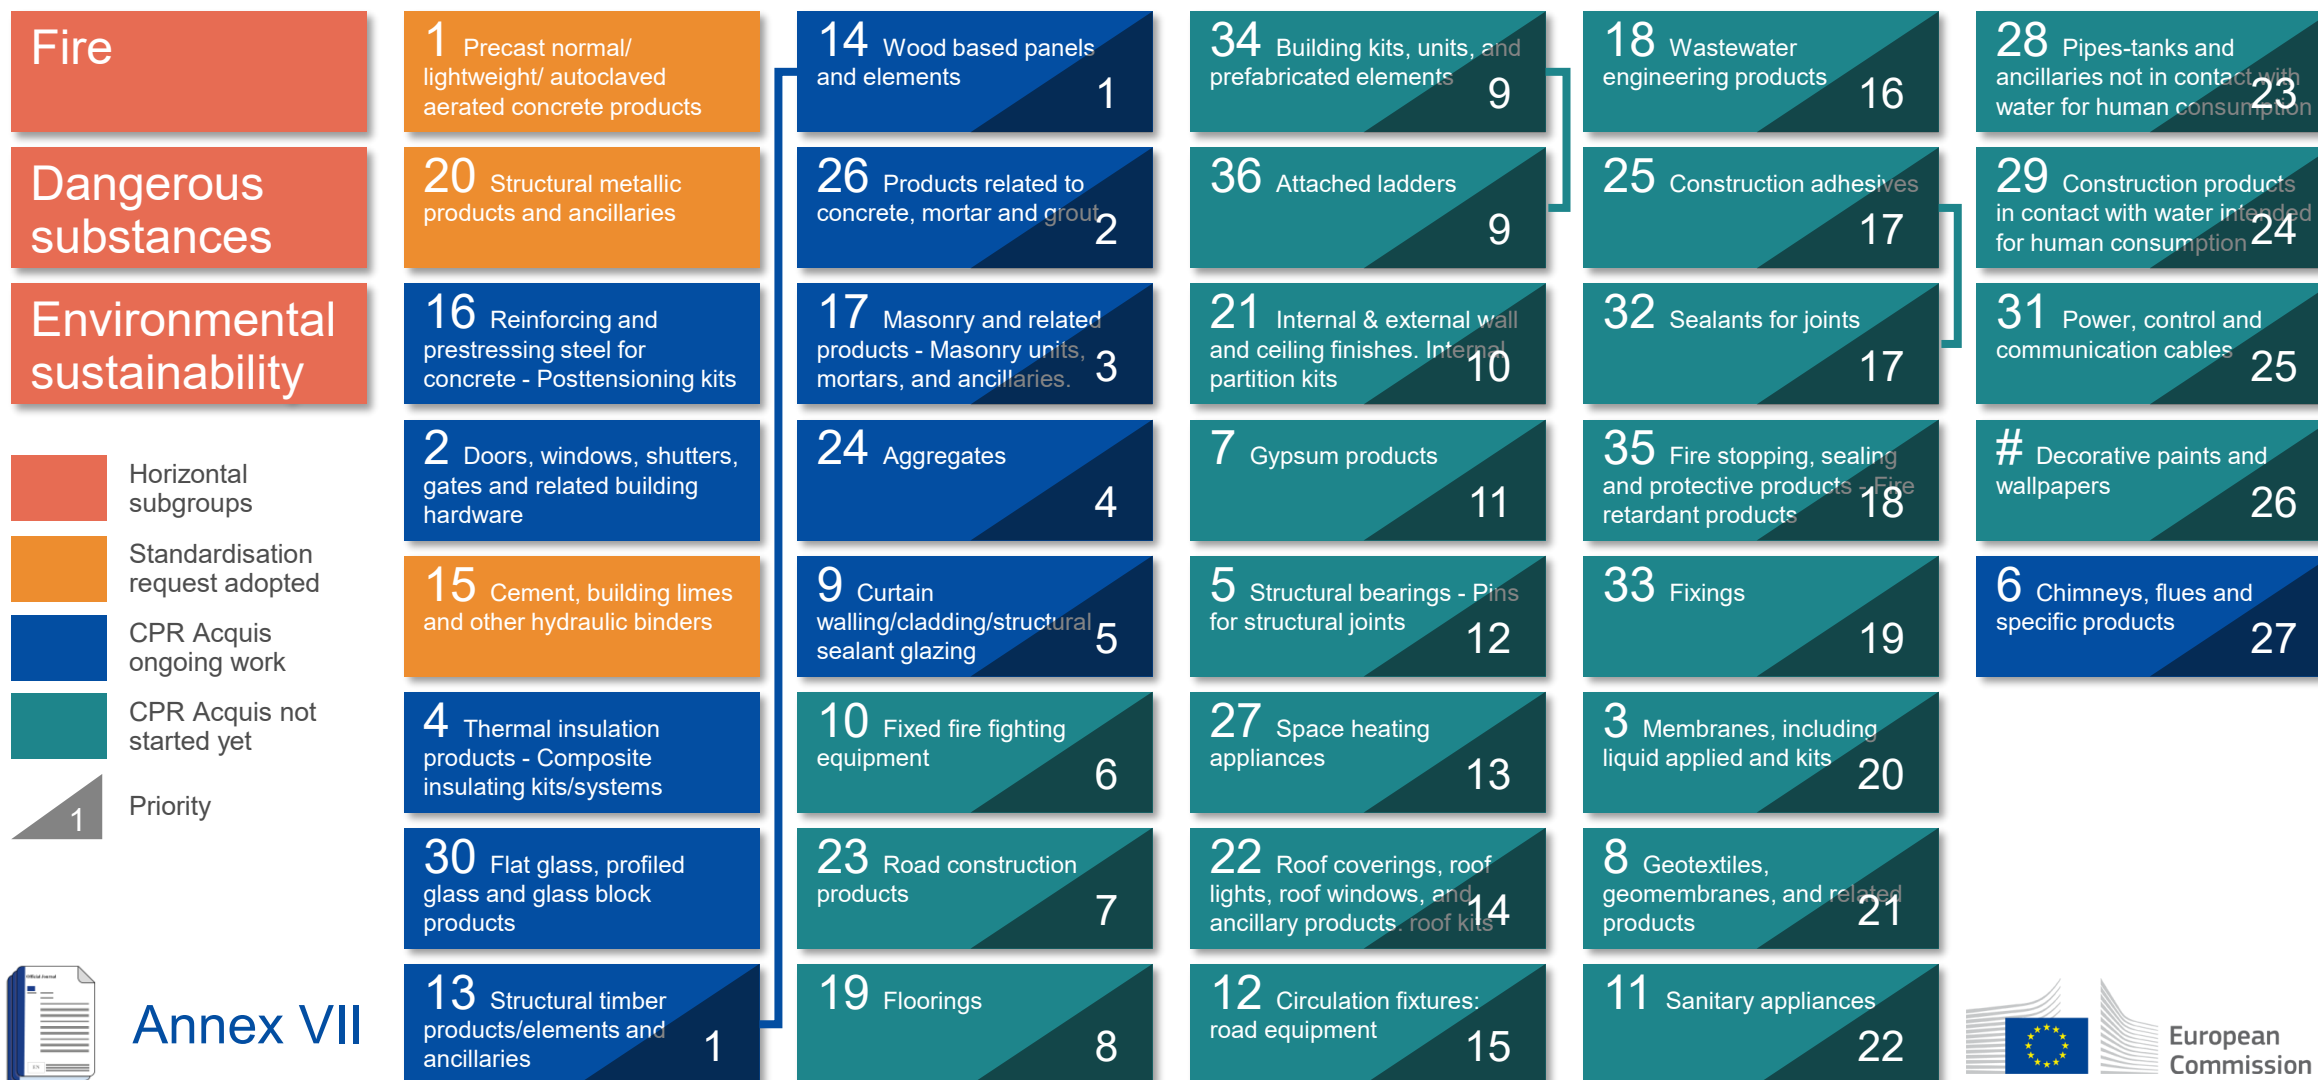 Fire
Dangerous
substances
Environmental
sustainability
Horizontal
subgroups
Standardisation
request adopted
CPR Acquis
ongoing work
CPR Acquis not
started yet
1
Priority
Official Journal
EN
Annex VII
1 Precast normal/
lightweight/ autoclaved
aerated concrete products
20 Structural metallic
products and ancillaries
16 Reinforcing and
prestressing steel for
concrete - Posttensioning kits
2 Doors, windows, shutters,
gates and related building
hardware
15 Cement, building limes
and other hydraulic binders
4 Thermal insulation
products - Composite
insulating kits/systems
30 Flat glass, profiled
glass and glass block
products
13 Structural timber
products/elements and
ancillaries
1
14 Wood based panels
and elements
1
26 Products related to
concrete, mortar and grout
2
17 Masonry and related
products - Masonry units,
mortars, and ancillaries.
3
24 Aggregates
4
9 Curtain
walling/cladding/structural
sealant glazing
5
10 Fixed fire fighting
equipment
6
23 Road construction
products
7
19 Floorings
8
34 Building kits, units, and
prefabricated elements
9
36 Attached ladders
9
21 Internal & external wall
and ceiling finishes. Internal
partition kits
10
7 Gypsum products
11
5 Structural bearings - Pins
for structural joints
12
27 Space heating
appliances
13
22 Roof coverings, roof
lights, roof windows, and
ancillary products. roof kits
14
12 Circulation fixtures:
road equipment
15
18 Wastewater
engineering products
16
25 Construction adhesives
17
32 Sealants for joints
17
35 Fire stopping, sealing
and protective products - Fire
retardant products
18
33 Fixings
19
3 Membranes, including
liquid applied and kits
20
8 Geotextiles,
geomembranes, and related
products
21
11 Sanitary appliances
22
28 Pipes-tanks and
ancillaries not in contact with
water for human consumption
23
29 Construction products
in contact with water intended
for human consumption
24
31 Power, control and
communication cables
25
# Decorative paints and
wallpapers
26
6 Chimneys, flues and
specific products
27
European
Commission